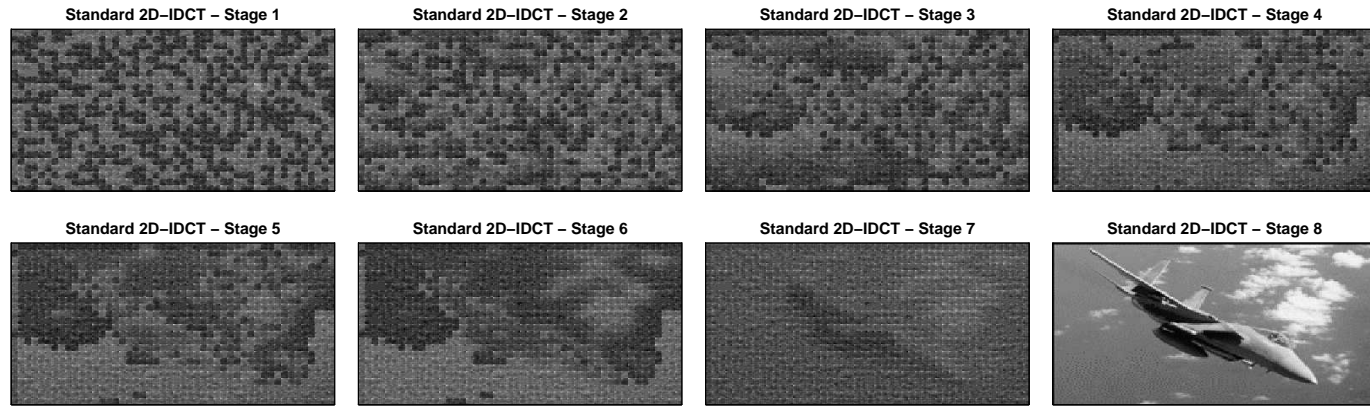 Standard 2D–IDCT – Stage 1
Standard 2D–IDCT – Stage 2
Standard 2D–IDCT – Stage 3
Standard 2D–IDCT – Stage 4
Standard 2D–IDCT – Stage 5
Standard 2D–IDCT – Stage 6
Standard 2D–IDCT – Stage 7
Standard 2D–IDCT – Stage 8